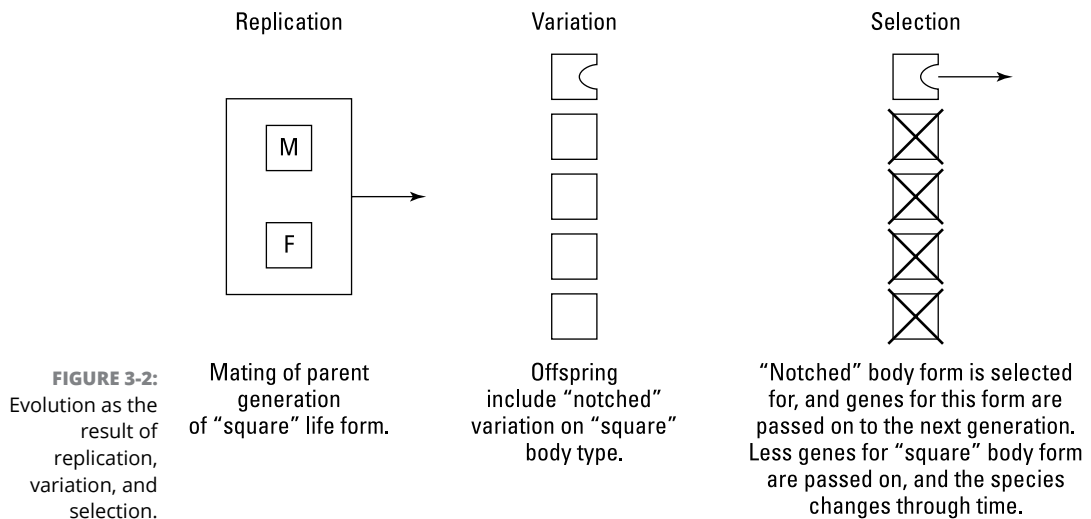 Replication
M
F
Mating of parent
generation
of “square” life form.
Variation
Offspring
include “notched”
variation on “square”
body type.
Selection
“Notched” body form is selected
for, and genes for this form are
passed on to the next generation.
Less genes for “square” body form
are passed on, and the species
changes through time.
FIGURE 3-2:
Evolution as the
result of
replication,
variation, and
selection.